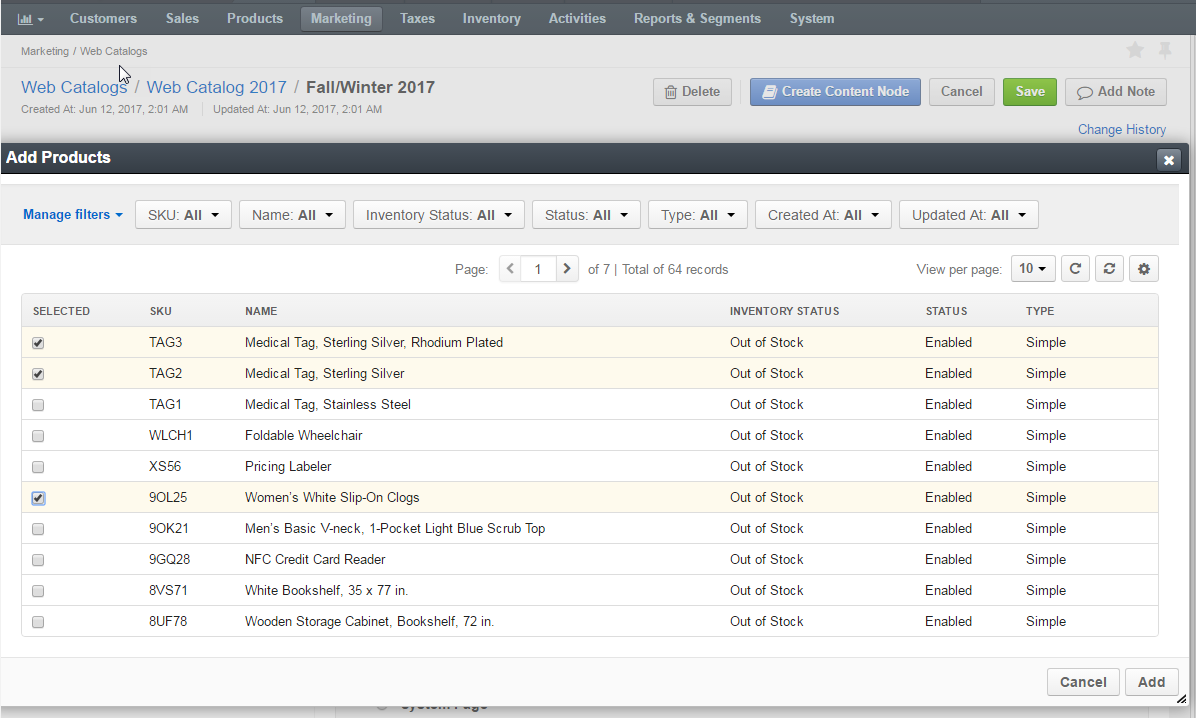 Customers Sales Products Marketing Taxes Inventory Activities Reports & Segments System
Marketing / Web Catalogs
Web Catalogs / Web Catalog 2017 / Fall/Winter 2017 Delete Create Content Node Cancel Save Add Note
Created At: Jun 12, 2017, 2:01 AM Updated At: Jun 12, 2017, 2:01 AM
Change History
Add Products
Manage filters SKU: All Name: All Inventory Status: All Status: All Type: All Created At: All Updated At: All
Page: 1 of 7 | Total of 64 records View per page: 10
SELECTED SKU NAME INVENTORY STATUS STATUS TYPE
TAG3 Medical Tag, Sterling Silver, Rhodium Plated Out of Stock Enabled Simple
TAG2 Medical Tag, Sterling Silver Out of Stock Enabled Simple
TAG1 Medical Tag, Stainless Steel Out of Stock Enabled Simple
WLCH1 Foldable Wheelchair Out of Stock Enabled Simple
XS56 Pricing Labeler Out of Stock Enabled Simple
9OL25 Women's White Slip-On Clogs Out of Stock Enabled Simple
9OK21 Men's Basic V-neck, 1-Pocket Light Blue Scrub Top Out of Stock Enabled Simple
9GQ28 NFC Credit Card Reader Out of Stock Enabled Simple
8VS71 White Bookshelf, 35 x 77 in. Out of Stock Enabled Simple
8UF78 Wooden Storage Cabinet, Bookshelf, 72 in. Out of Stock Enabled Simple
Cancel Add
System Page